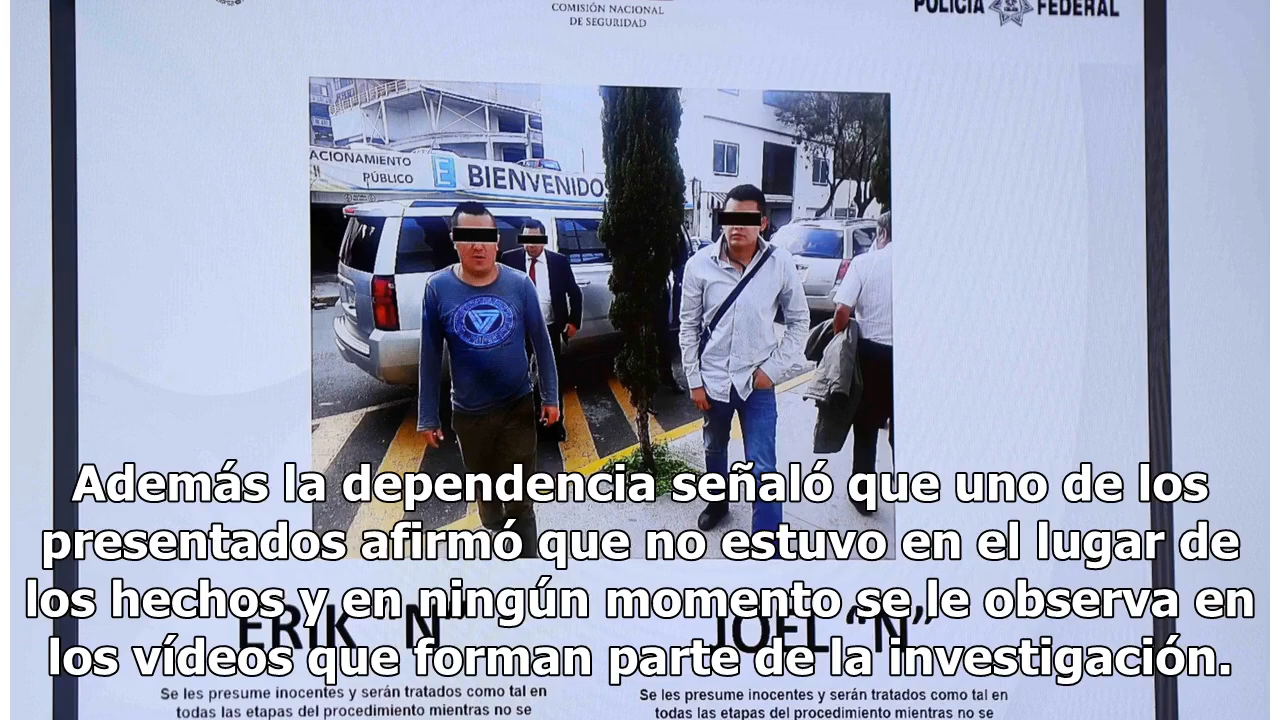 COMISIÓN NACIONAL
DE SEGURIDAD
POLICÍA FEDERAL
ACIONAMIENTO
PÚBLICO E BIENVENIDOS
Además la dependencia señaló que uno de los
presentados afirmó que no estuvo en el lugar de
los hechos y en ningún momento se le observa en
los vídeos que forman parte de la investigación.
ERIK “N”
JOEL “N”
Se les presume inocentes y serán tratados como tal en
todas las etapas del procedimiento mientras no se
Se les presume inocentes y serán tratados como tal en
todas las etapas del procedimiento mientras no se